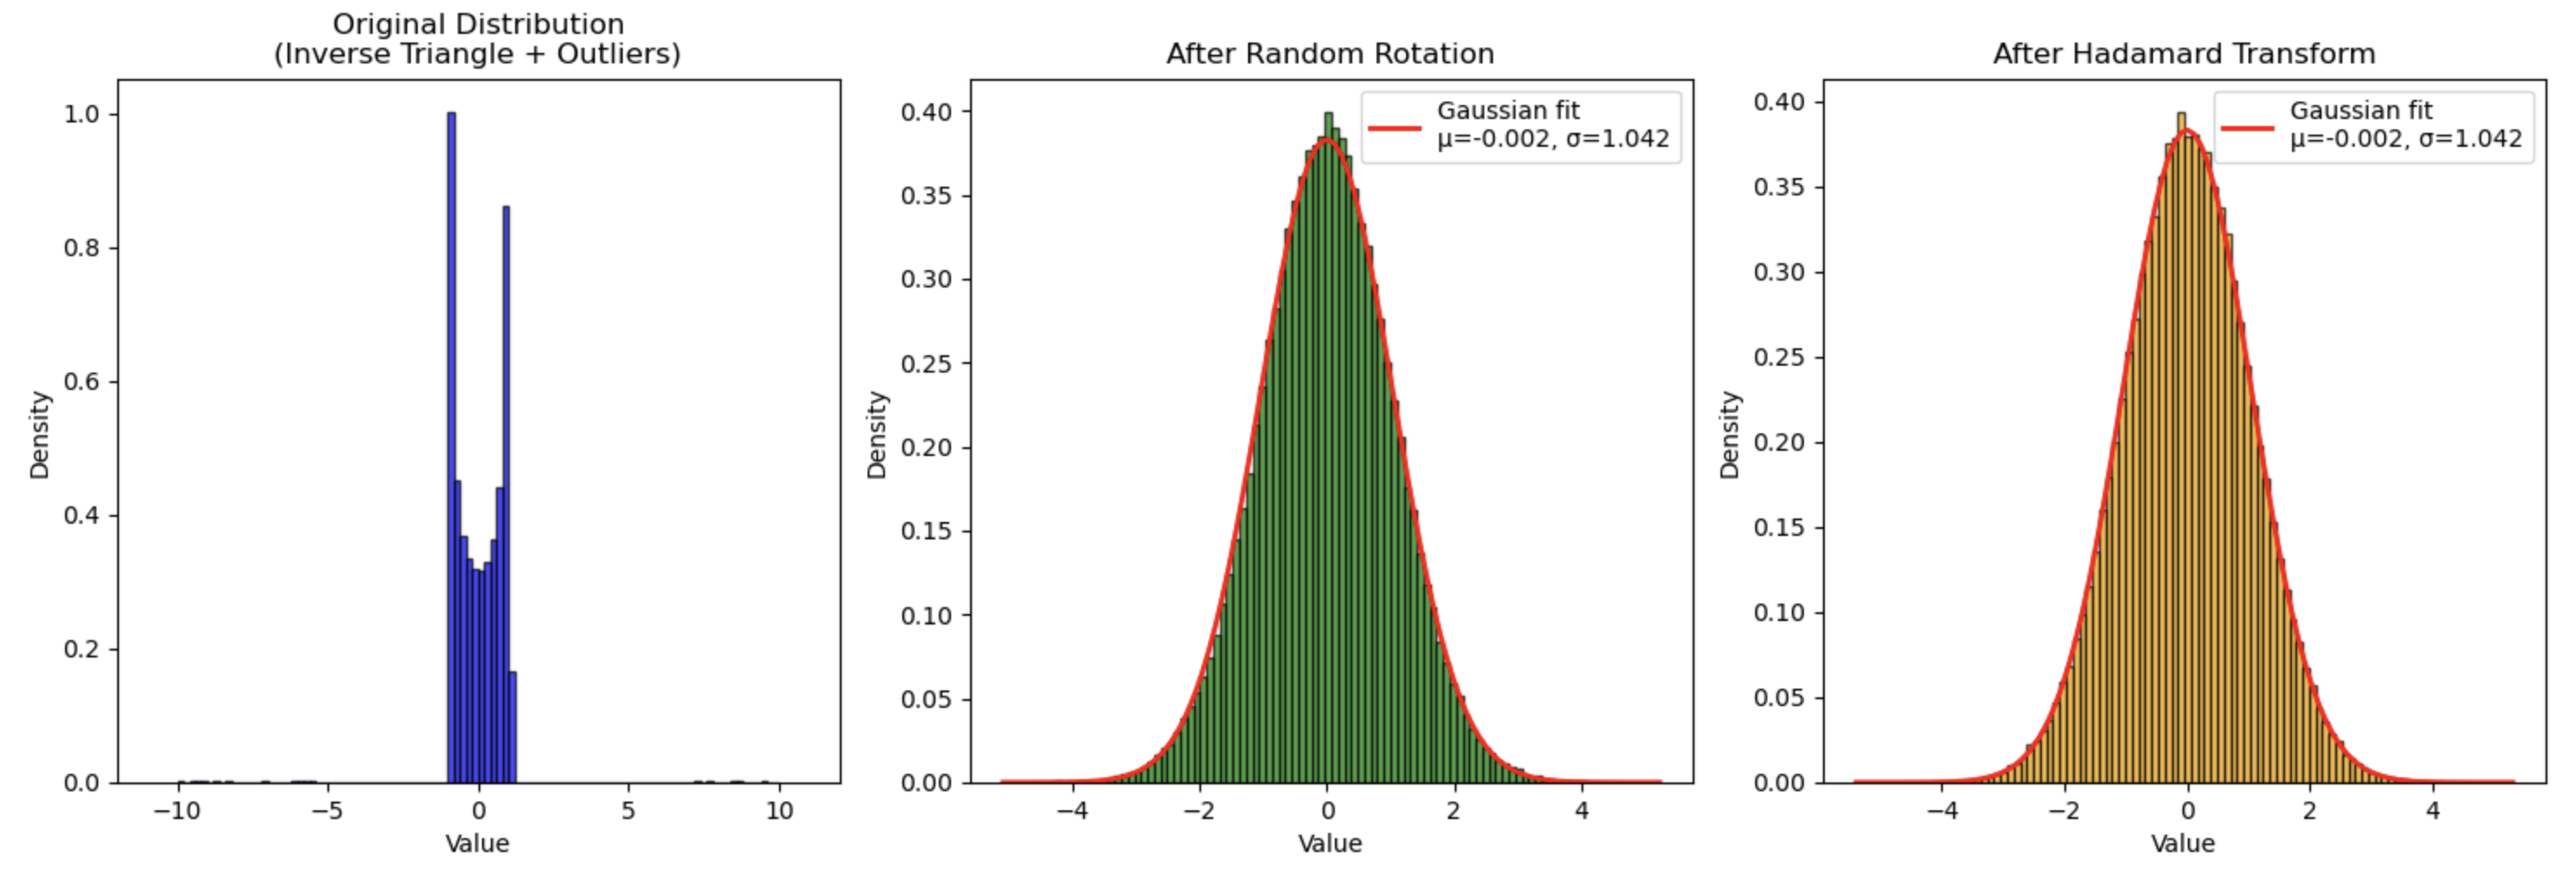 Original Distribution
(Inverse Triangle + Outliers)
Density
1.0
0.8
0.6
0.4
0.2
0.0
−10
−5
0
5
10
Value
After Random Rotation
Density
0.40
0.35
0.30
0.25
0.20
0.15
0.10
0.05
0.00
Gaussian fit
μ=-0.002, σ=1.042
−4
−2
0
2
4
Value
After Hadamard Transform
Density
0.40
0.35
0.30
0.25
0.20
0.15
0.10
0.05
0.00
Gaussian fit
μ=-0.002, σ=1.042
−4
−2
0
2
4
Value